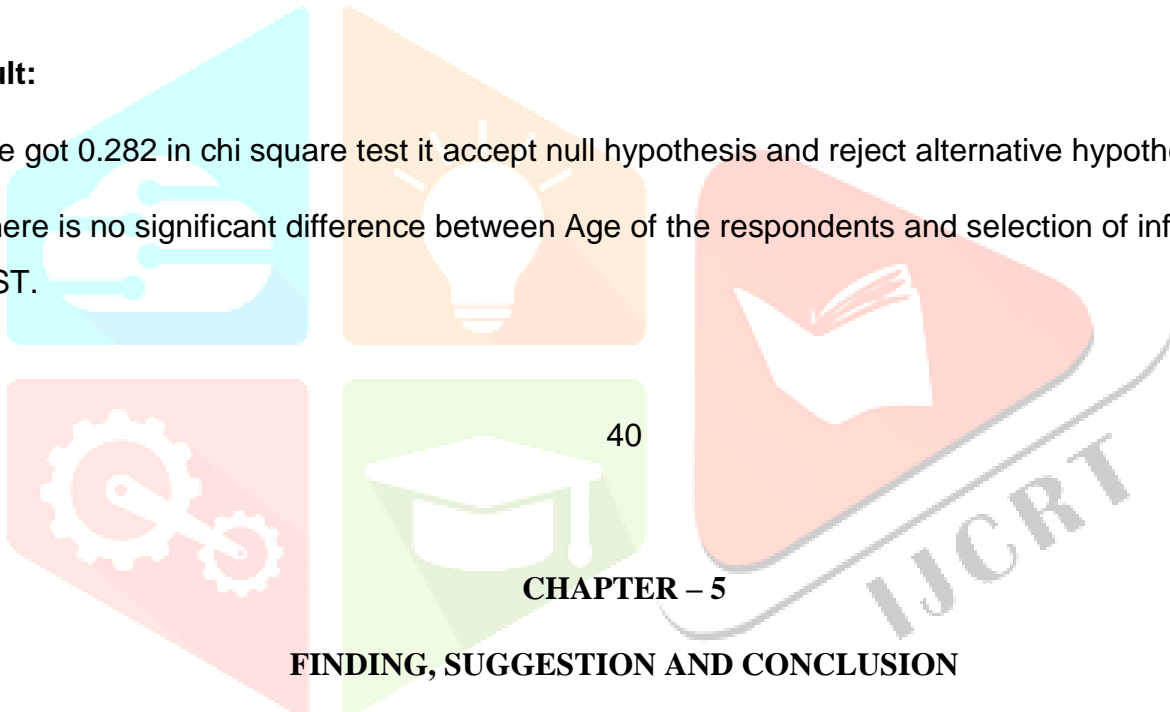 ult:
e got 0.282 in chi square test it accept null hypothesis and reject alternative hypothe
here is no significant difference between Age of the respondents and selection of inf
ST.
40
IJCRT
CHAPTER – 5
FINDING, SUGGESTION AND CONCLUSION